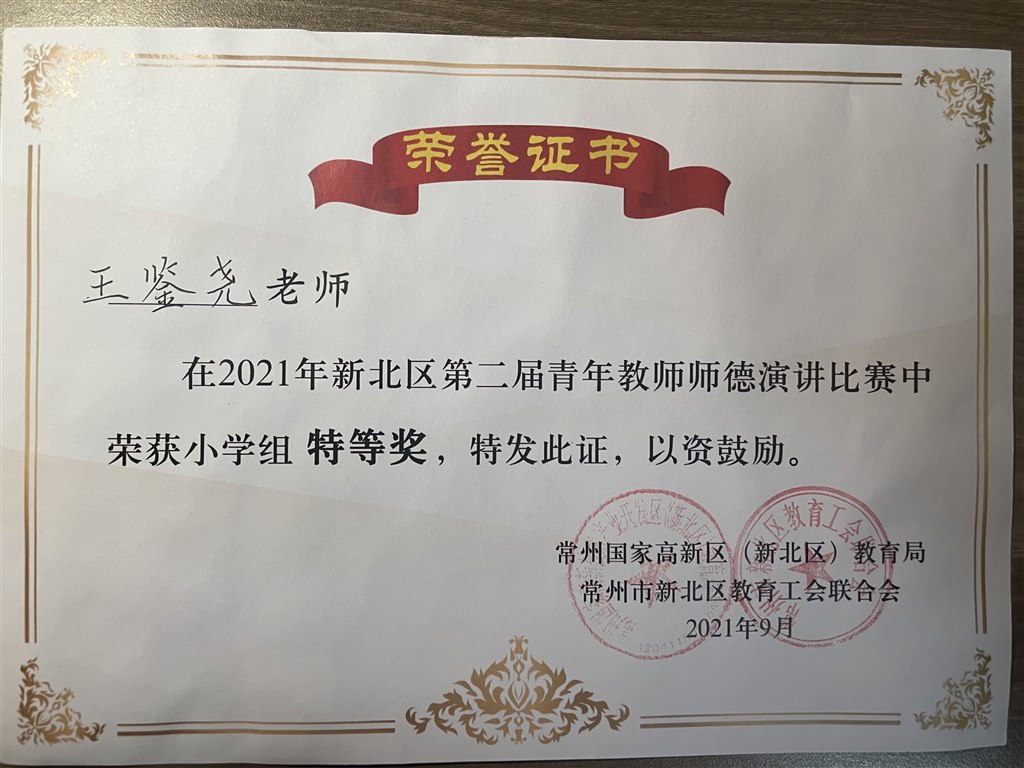 荣誉证书
王鉴尧老师
在2021年新北区第二届青年教师师德演讲比赛中
荣获小学组 特等奖，特发此证，以资鼓励。
常州国家高新区（新北区）教育局
常州市新北区教育工会联合会
2021年9月